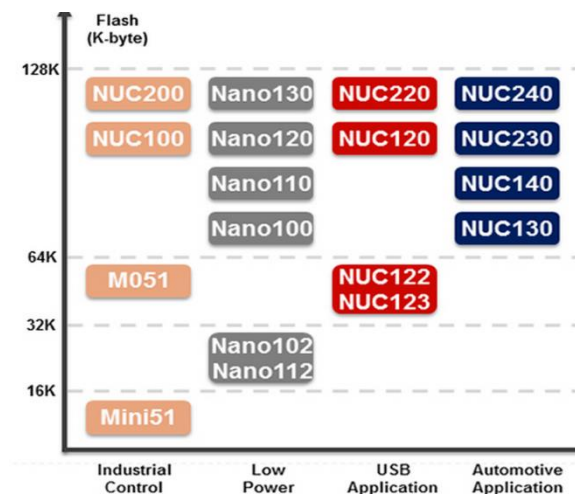 Flash
(K-byte)
128K
NUC200 Nano130 NUC220 NUC240
NUC100 Nano120 NUC120 NUC230
Nano110 NUC140
Nano100 NUC130
64K
M051 NUC122
NUC123
32K
Nano102
Nano112
16K
Mini51
Industrial Low USB Automotive
Control Power Application Application